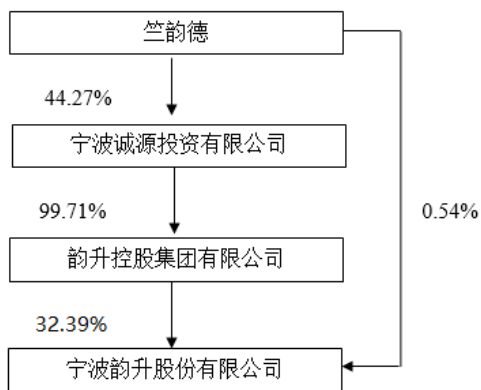 竺韵德
44.27%
宁波诚源投资有限公司
99.71%
0.54%
韵升控股集团有限公司
32.39%
宁波韵升股份有限公司